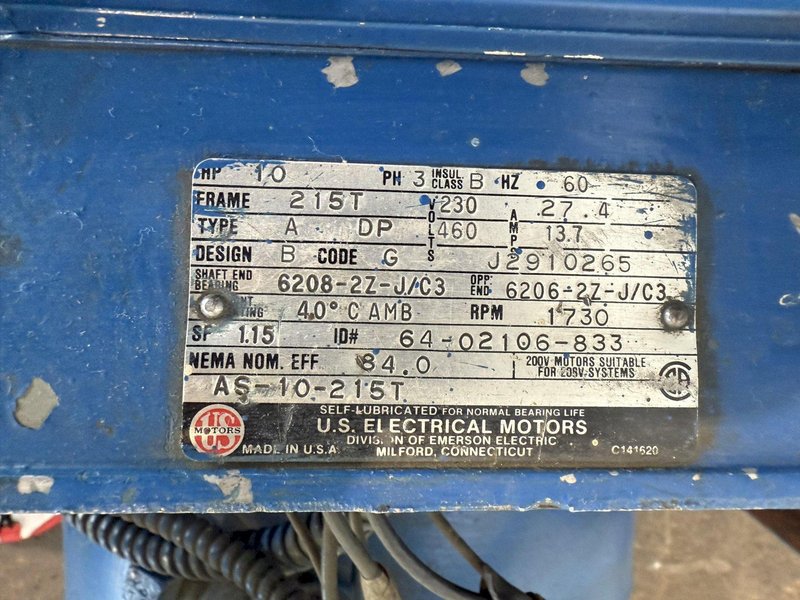 HP 10 PH 3 INSUL CLASS B HZ 60
FRAME 215T VOLTS 230 AMPS 27.4
TYPE A DP 460 13.7
DESIGN B CODE G J2910265
SHAFT END BEARING 6208-2Z-J/C3 OPP END 6206-2Z-J/C3
40°C AMB RPM 1730
SF 1.15 ID# 64-02106-833
NEMA NOM. EFF 84.0 200V MOTORS SUITABLE FOR 208V SYSTEMS
AS-10-215T
US MOTORS
SELF-LUBRICATED FOR NORMAL BEARING LIFE
U.S. ELECTRICAL MOTORS
DIVISION OF EMERSON ELECTRIC
MADE IN U.S.A. MILFORD, CONNECTICUT C141620